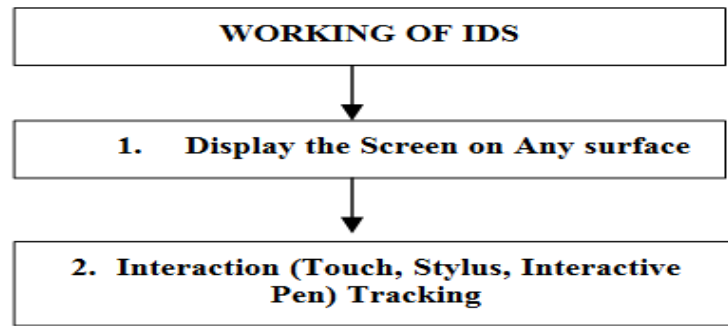 WORKING OF IDS
1. Display the Screen on Any surface
2. Interaction (Touch, Stylus, Interactive
Pen) Tracking